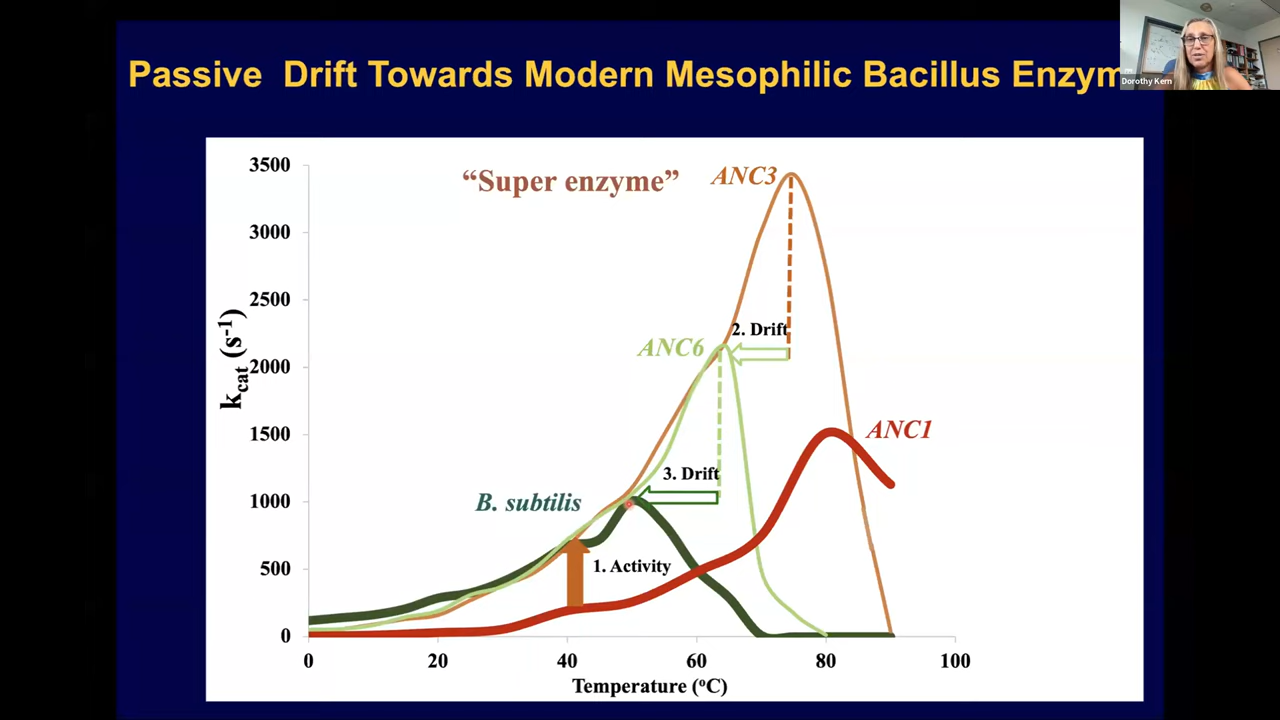 Passive Drift Towards Modern Mesophilic Bacillus Enzym
Dorothy Kern
3500
3000
2500
2000
1500
1000
500
0
kcat (s-1)
“Super enzyme”
ANC3
2. Drift
ANC6
ANC1
3. Drift
B. subtilis
1. Activity
0 20 40 60 80 100
Temperature (oC)